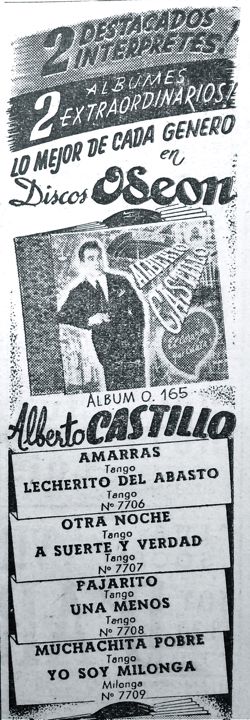 2 DESTACADOS
INTERPRETES!
2 ALBUMES
EXTRAORDINARIOS!
LO MEJOR DE CADA GENERO
en
Discos ODEON
ALBERTO
CASTILLO
ALBUM O. 165
Alberto CASTILLO
AMARRAS
Tango
LECHERITO DEL ABASTO
Tango
Nº 7706
OTRA NOCHE
Tango
A SUERTE Y VERDAD
Tango
Nº 7707
PAJARITO
Tango
UNA MENOS
Tango
Nº 7708
MUCHACHITA POBRE
Tango
YO SOY MILONGA
Milonga
Nº 7709